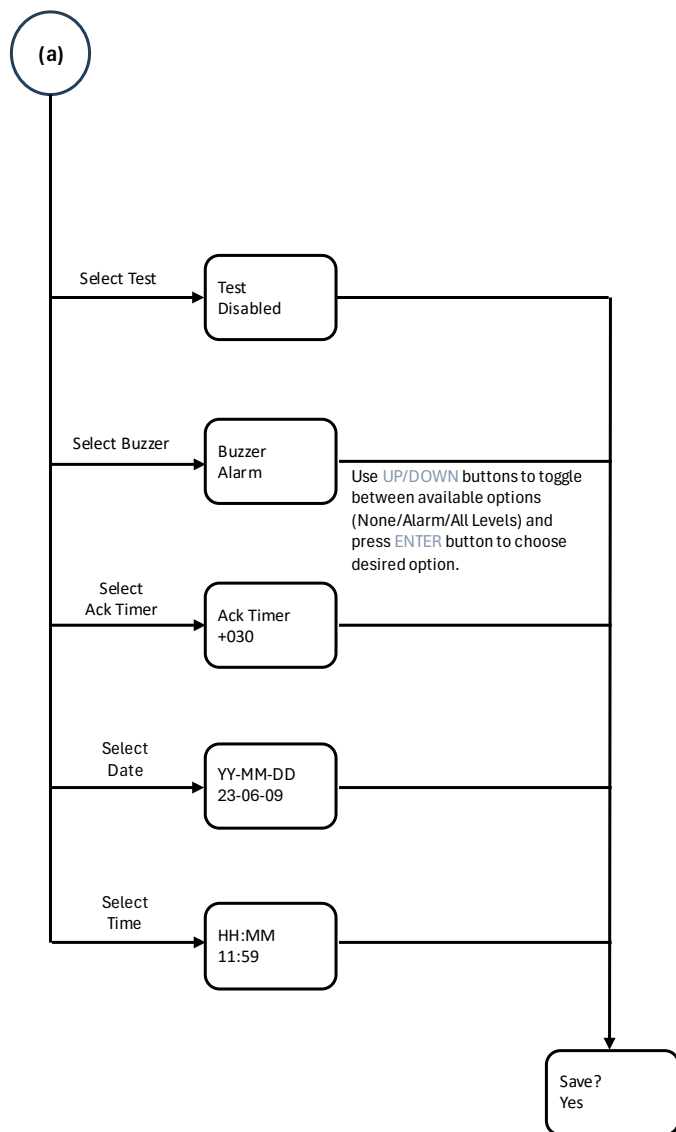 (a)
Select Test
Test
Disabled
Select Buzzer
Buzzer
Alarm
Use UP/DOWN buttons to toggle
between available options
(None/Alarm/All Levels) and
press ENTER button to choose
desired option.
Select
Ack Timer
Ack Timer
+030
Select
Date
YY-MM-DD
23-06-09
Select
Time
HH:MM
11:59
Save?
Yes